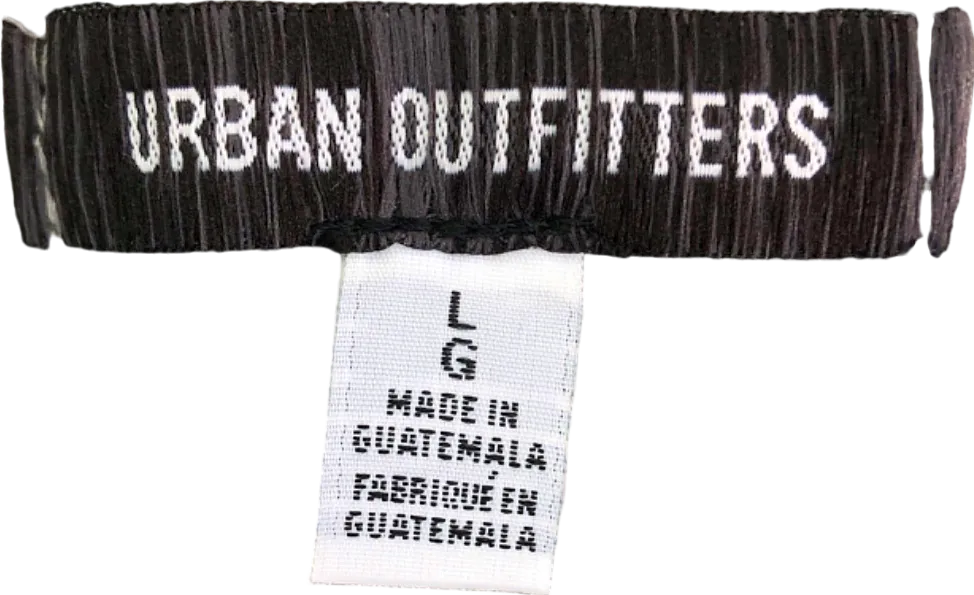 URBAN OUTFITTERS
L
G
MADE IN
GUATEMALA
FABRIQUÉ EN
GUATEMALA